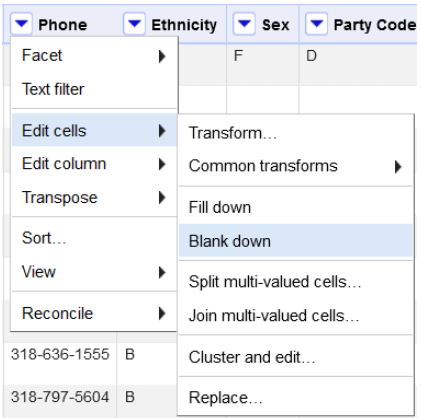 Phone Ethnicity Sex Party Code
Facet F D
Text filter
Edit cells
Transform...
Edit column
Common transforms
Transpose
Fill down
Sort...
Blank down
View
Split multi-valued cells...
Reconcile
Join multi-valued cells...
318-636-1555 B
Cluster and edit...
318-797-5604 B
Replace...